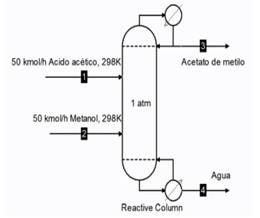 50 kmol/h Acido acético, 298K
1
3
Acetato de metilo
1 atm
50 kmol/h Metanol, 298K
2
Agua
4
Reactive Column